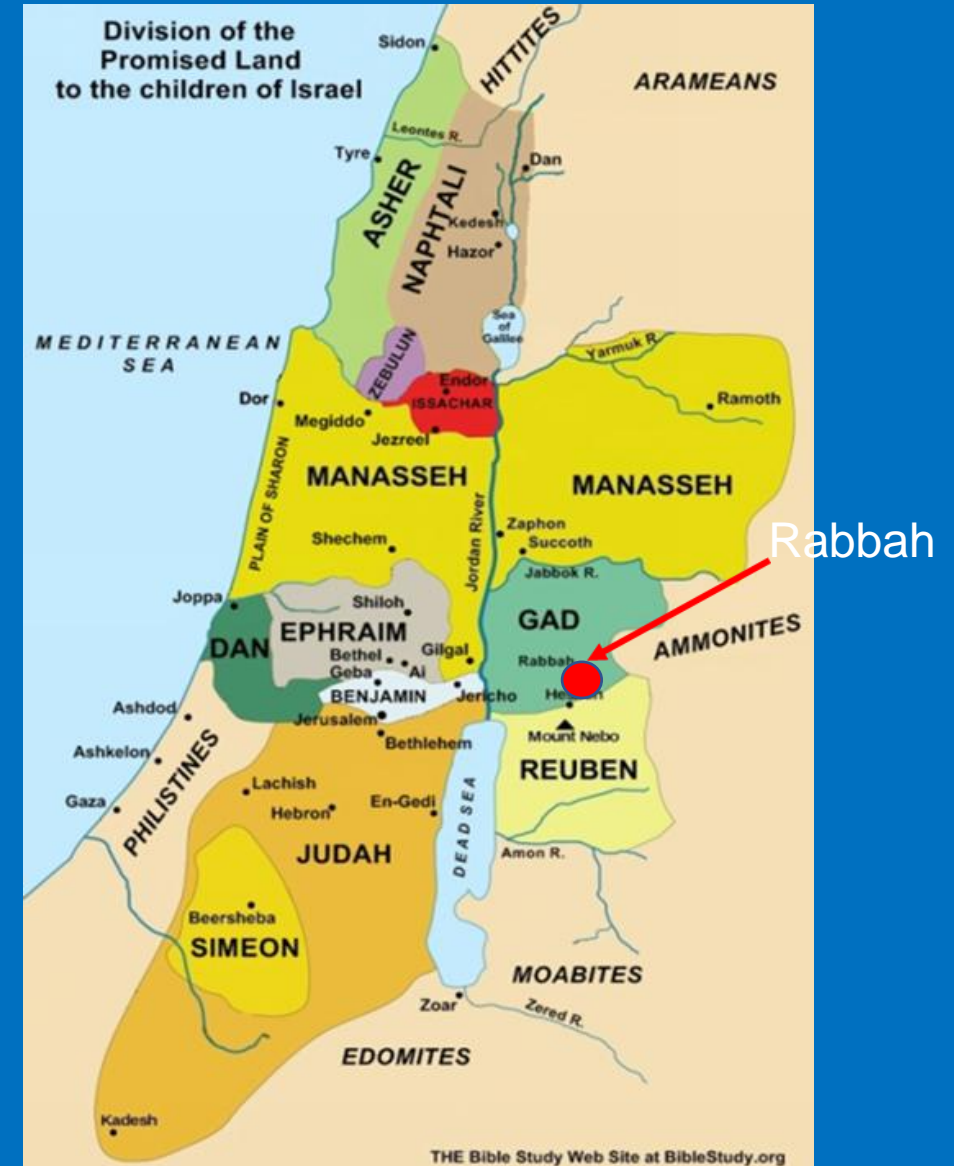 Division of the
Promised Land
to the children of Israel
Sidon
HITTITES
ARAMEANS
Leontes R.
Tyre
Dan
ASHER
NAPHTALI
Kedesh
Hazor
Sea
of
Galilee
MEDITERRANEAN
SEA
ZEBULUN
Yarmuk R.
Endor
ISSACHAR
Dor
Ramoth
Megiddo
Jezreel
PLAIN OF SHARON
MANASSEH
MANASSEH
Jordan River
Zaphon
Succoth
Rabbah
Shechem
Jabbok R.
Joppa
Shiloh
GAD
EPHRAIM
AMMONITES
DAN
Bethel
Gilgal
Rabbah
Geba
Ai
BENJAMIN
Jericho
Ashdod
Jerusalem
Mount Nebo
Bethlehem
Ashkelon
PHILISTINES
REUBEN
Lachish
Gaza
Hebron
En-Gedi
DEAD SEA
JUDAH
Arnon R.
Beersheba
SIMEON
MOABITES
Zoar
Zered R.
EDOMITES
Kadesh
THE Bible Study Web Site at BibleStudy.org